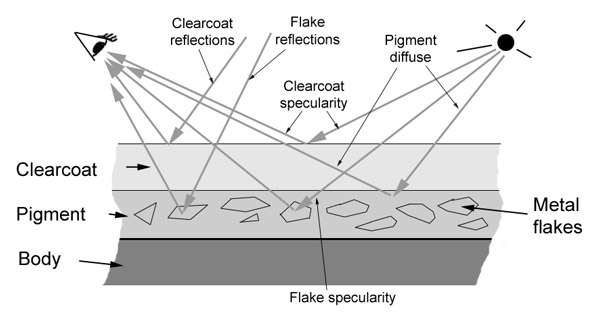 Clearcoat
reflections
Flake
reflections
Pigment
diffuse
Clearcoat
specularity
Clearcoat
Pigment
Metal
flakes
Body
Flake specularity